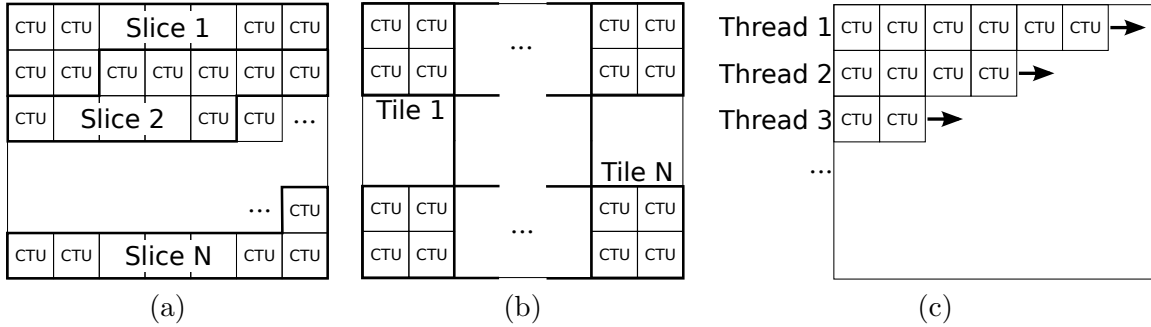 CTU CTU Slice 1 CTU CTU
CTU CTU CTU CTU CTU CTU CTU
CTU Slice 2 CTU CTU ...
... CTU
CTU CTU Slice N CTU CTU
(a)
CTU CTU ... CTU CTU
CTU CTU CTU CTU
Tile 1
Tile N
CTU CTU CTU CTU
CTU CTU ... CTU CTU
(b)
Thread 1 CTU CTU CTU CTU CTU CTU
Thread 2 CTU CTU CTU CTU
Thread 3 CTU CTU
...
(c)